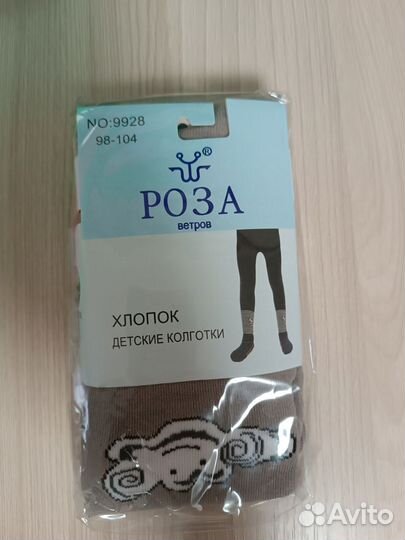 NO:9928
98-104
®
РОЗА
ветров
ХЛОПОК
ДЕТСКИЕ КОЛГОТКИ
Avito